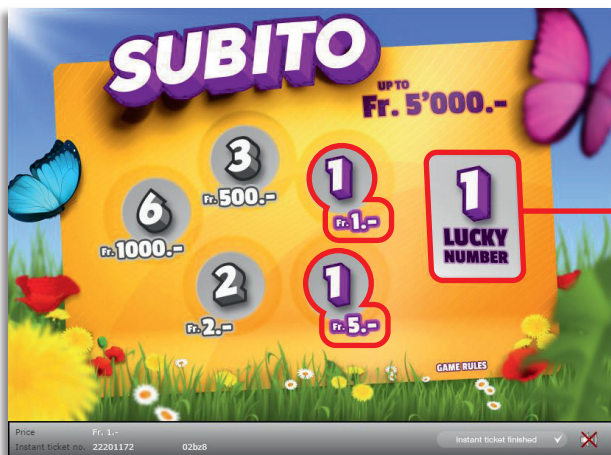 SUBITO
UP TO
Fr. 5'000.-
3
Fr. 500.-
1
Fr. 1.-
6
Fr. 1000.-
1
LUCKY
NUMBER
2
Fr. 2.-
1
Fr. 5.-
GAME RULES
Price Fr. 1.-
Instant ticket no. 22201172 02bz8
Instant ticket finished